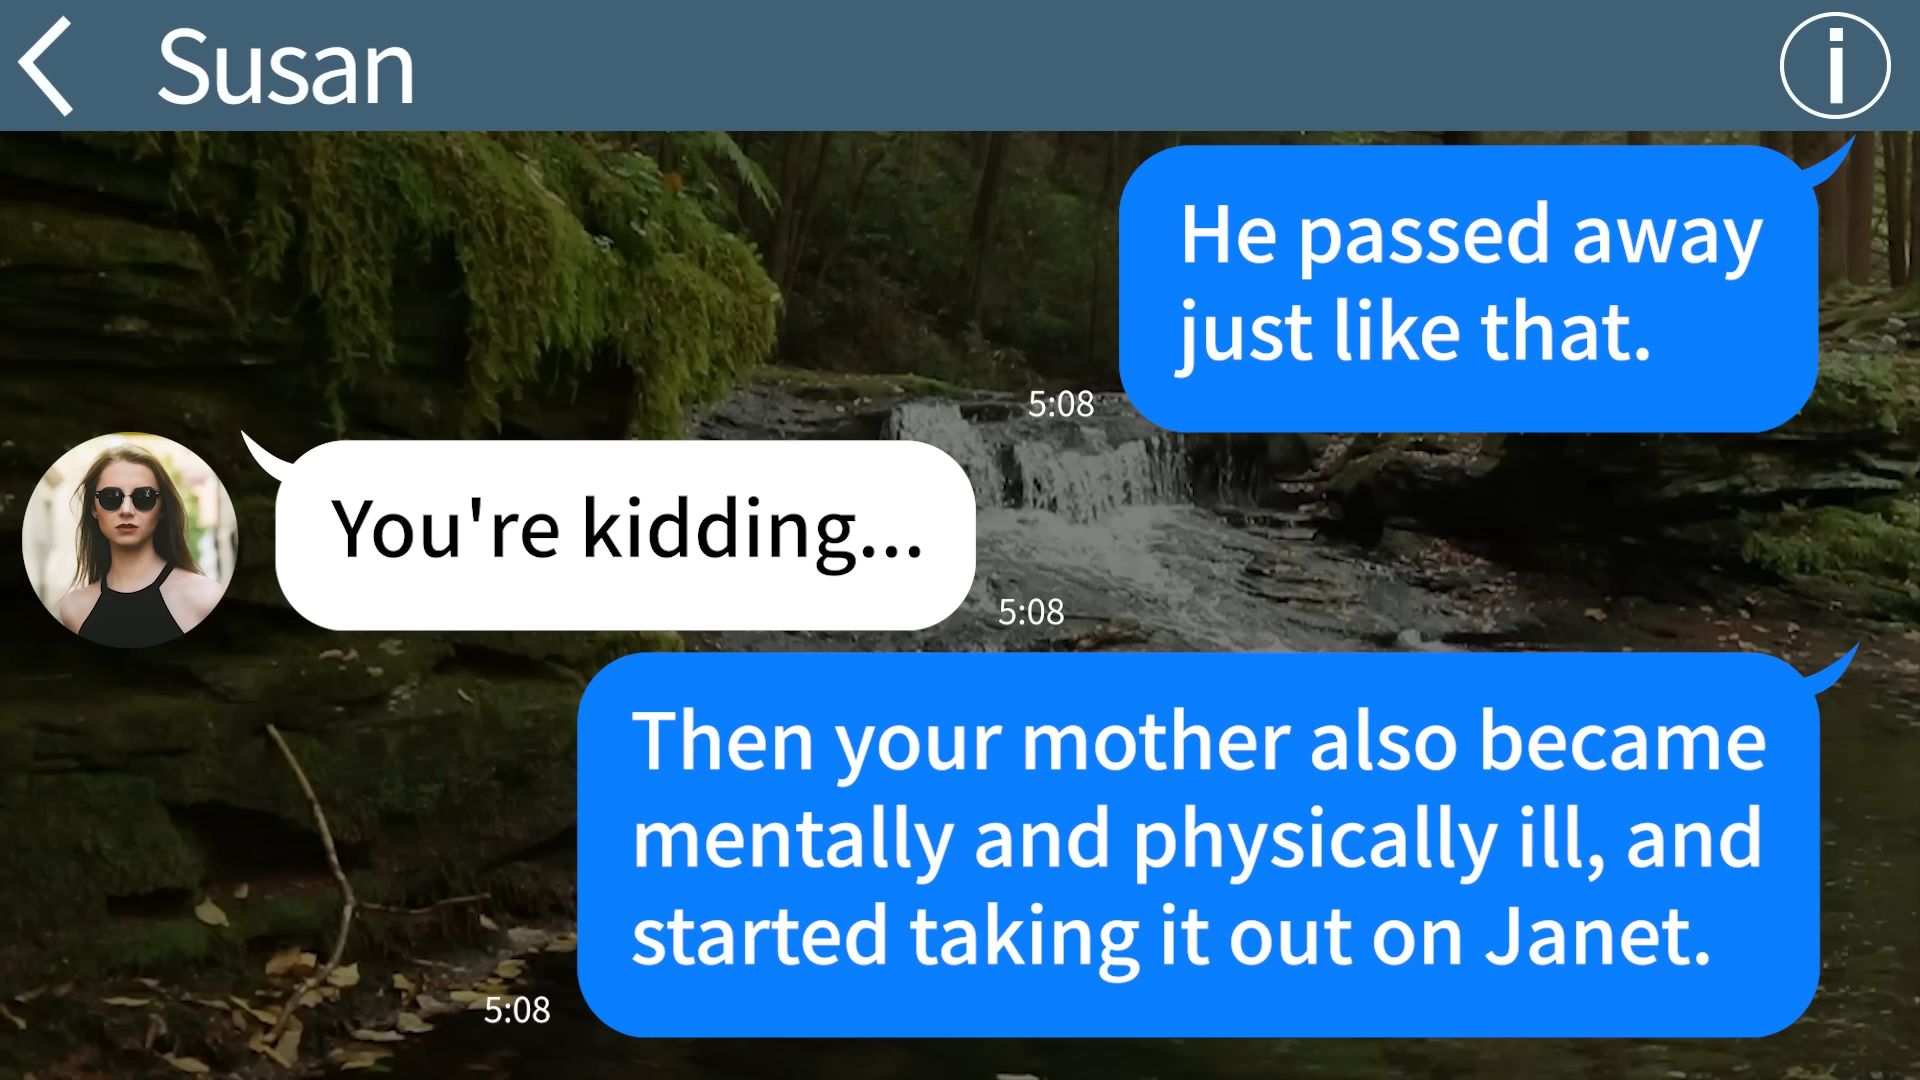 Susan
He passed away
just like that.
5:08
You're kidding...
5:08
Then your mother also became
mentally and physically ill, and
started taking it out on Janet.
5:08